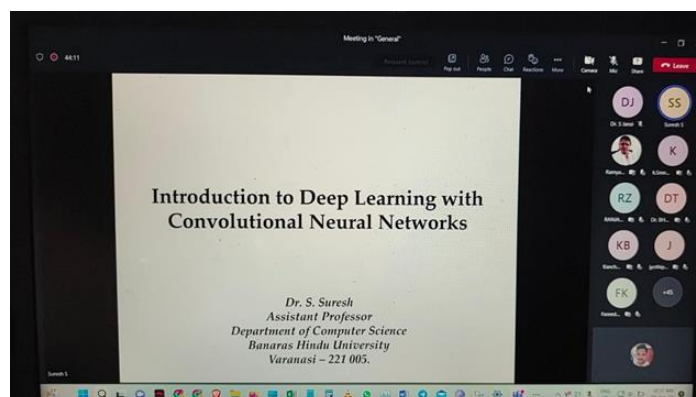 Meeting in "General"
44:11
Request control
Pop out
People
Chat
Reactions
More
Camera
Mic
Share
Leave
DJ
SS
Suresh S
K
RZ
DT
KB
J
FK
+45
Introduction to Deep Learning with
Convolutional Neural Networks
Dr. S. Suresh
Assistant Professor
Department of Computer Science
Banaras Hindu University
Varanasi – 221 005.
Suresh S